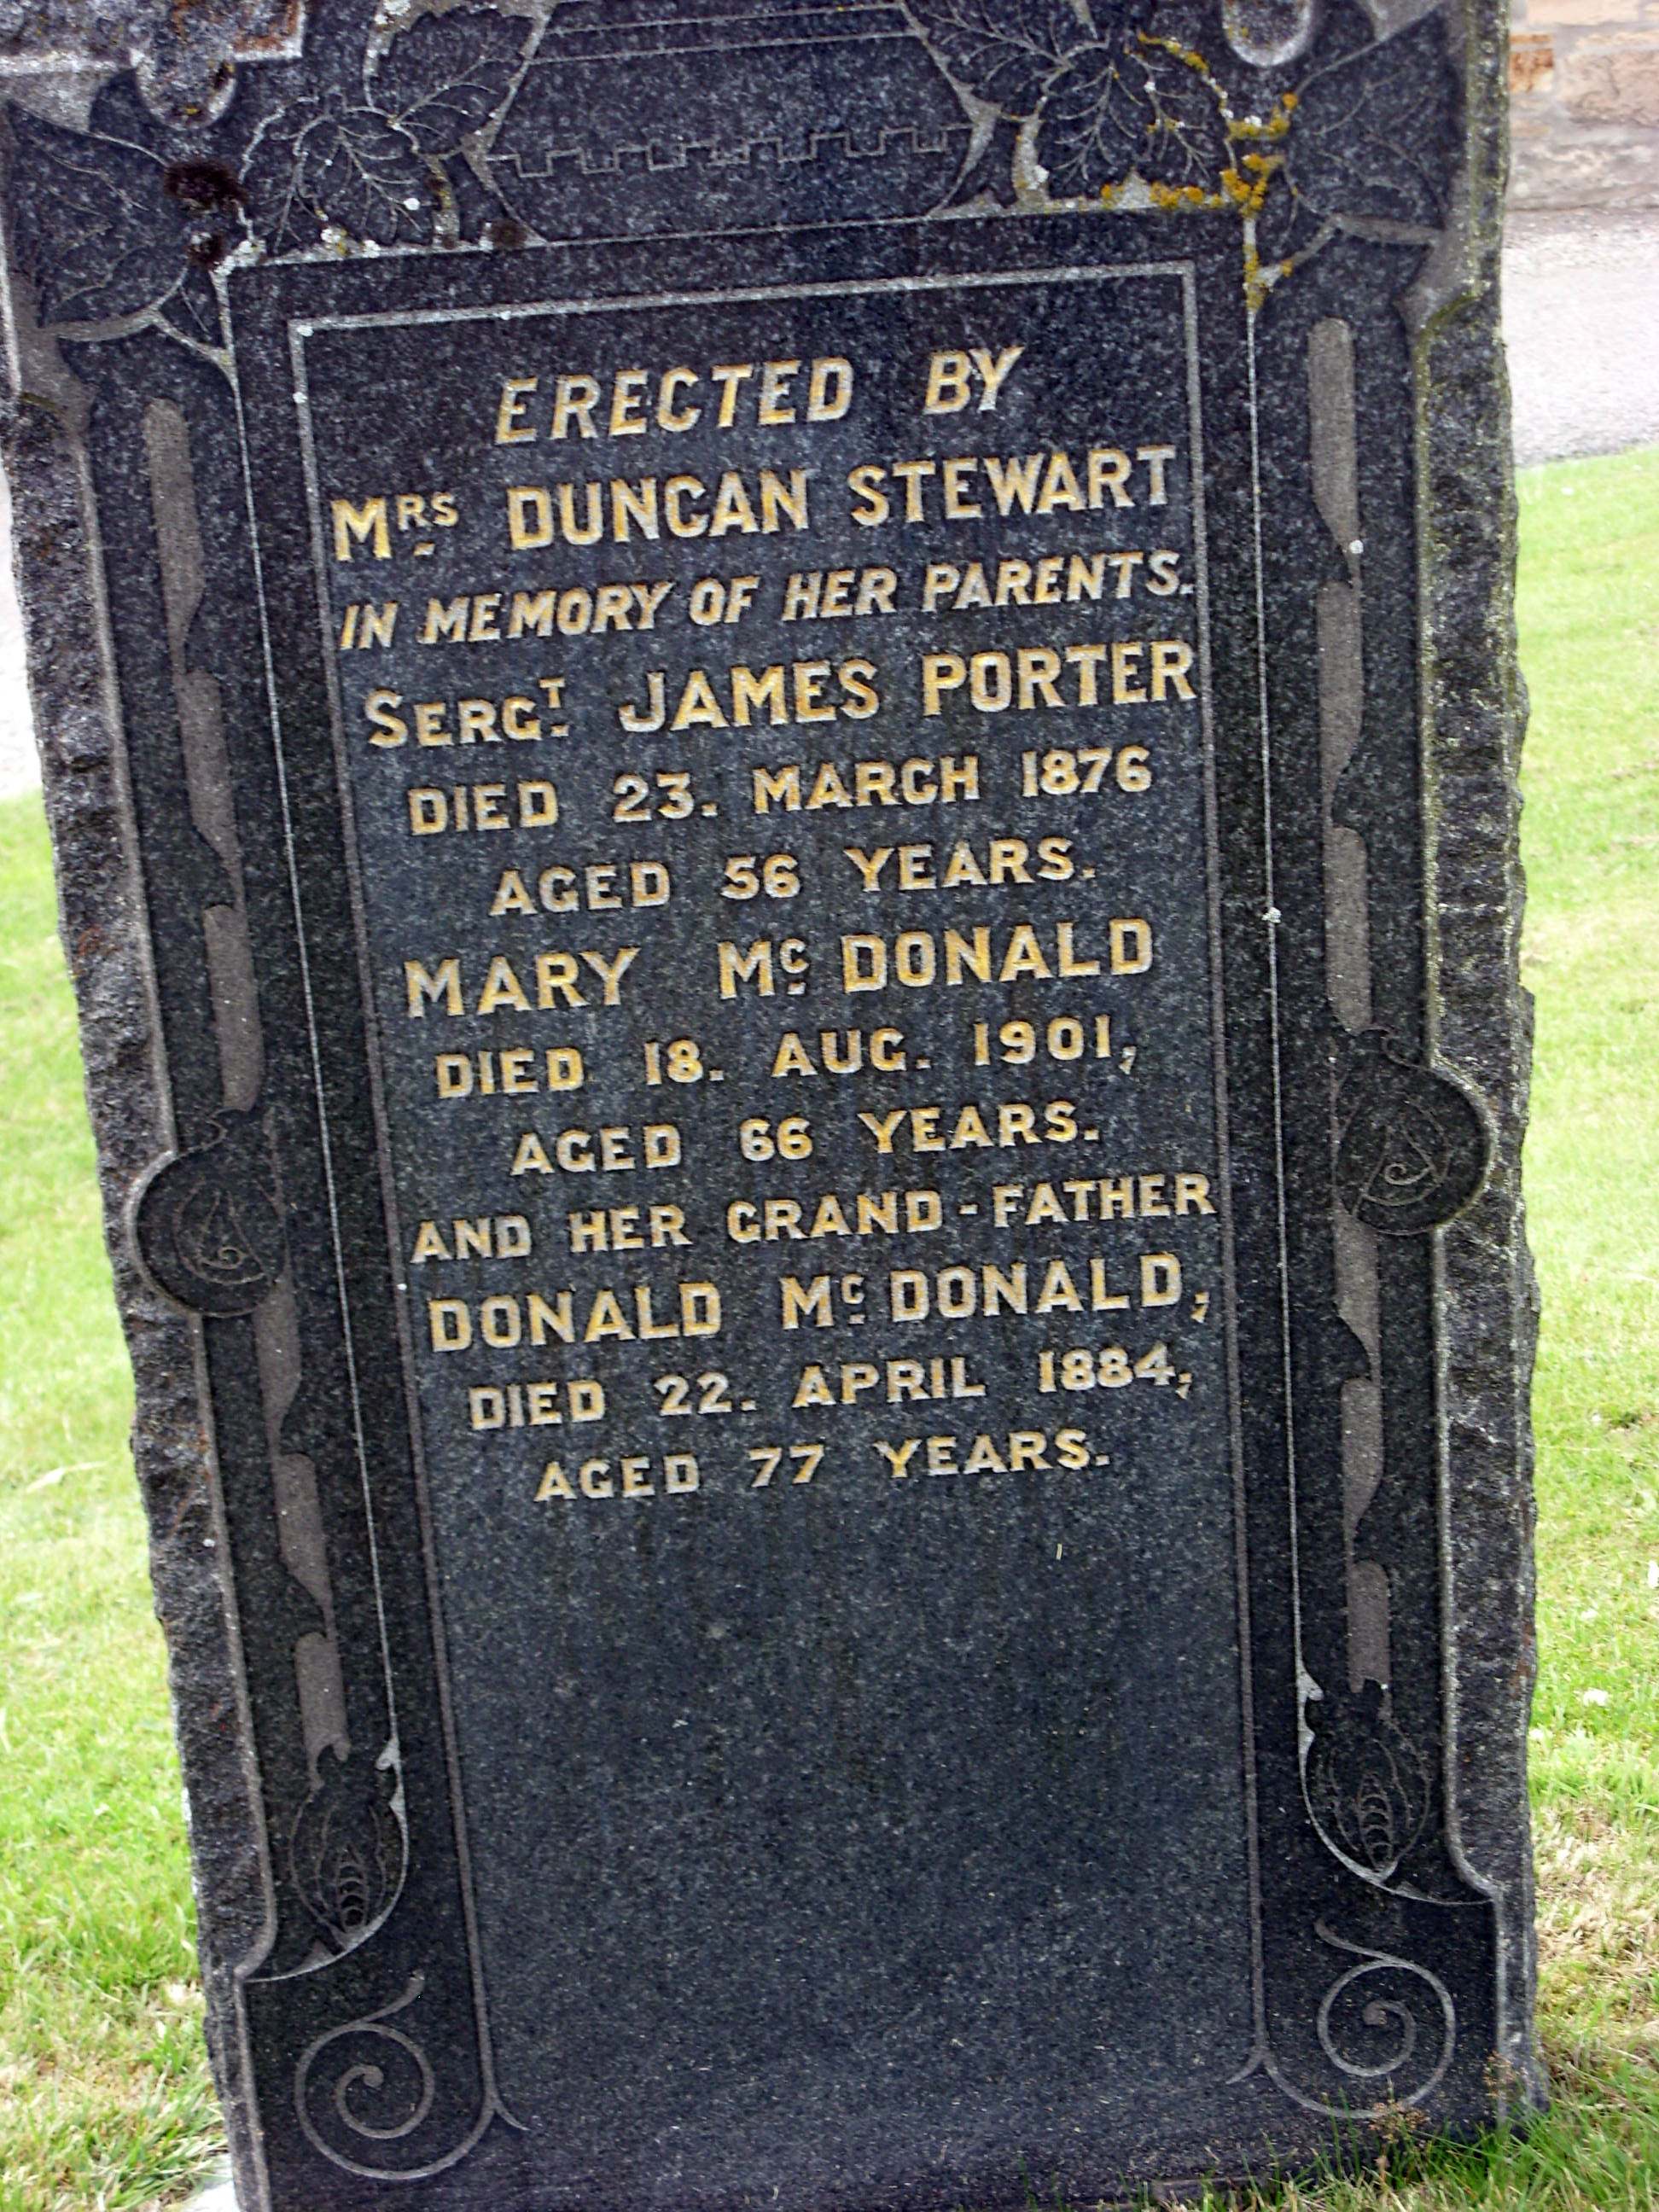 ERECTED BY
MRS DUNCAN STEWART
IN MEMORY OF HER PARENTS.
SERGT. JAMES PORTER
DIED 23. MARCH 1876
AGED 56 YEARS.
MARY MC DONALD
DIED 18. AUG. 1901,
AGED 66 YEARS.
AND HER GRAND-FATHER
DONALD MC DONALD,
DIED 22. APRIL 1884,
AGED 77 YEARS.